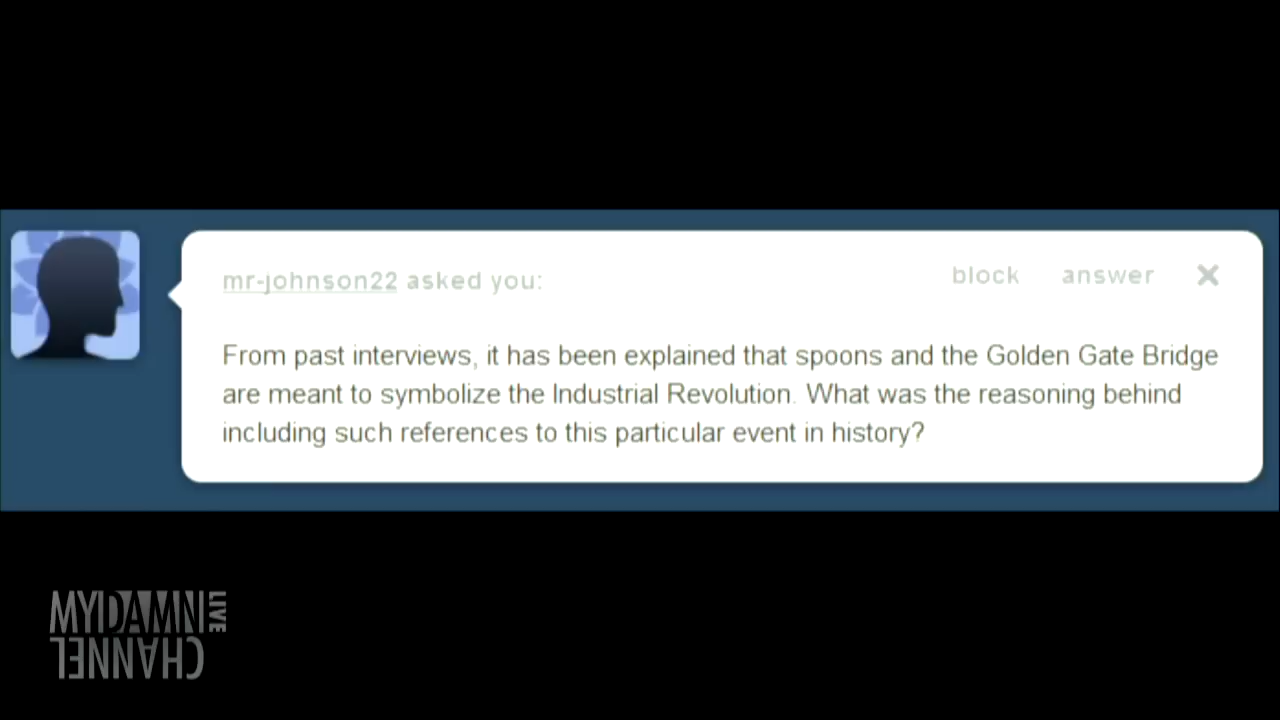 mr-johnson22 asked you:
block answer ×
From past interviews, it has been explained that spoons and the Golden Gate Bridge
are meant to symbolize the Industrial Revolution. What was the reasoning behind
including such references to this particular event in history?
MY DAMN LIVE
CHANNEL